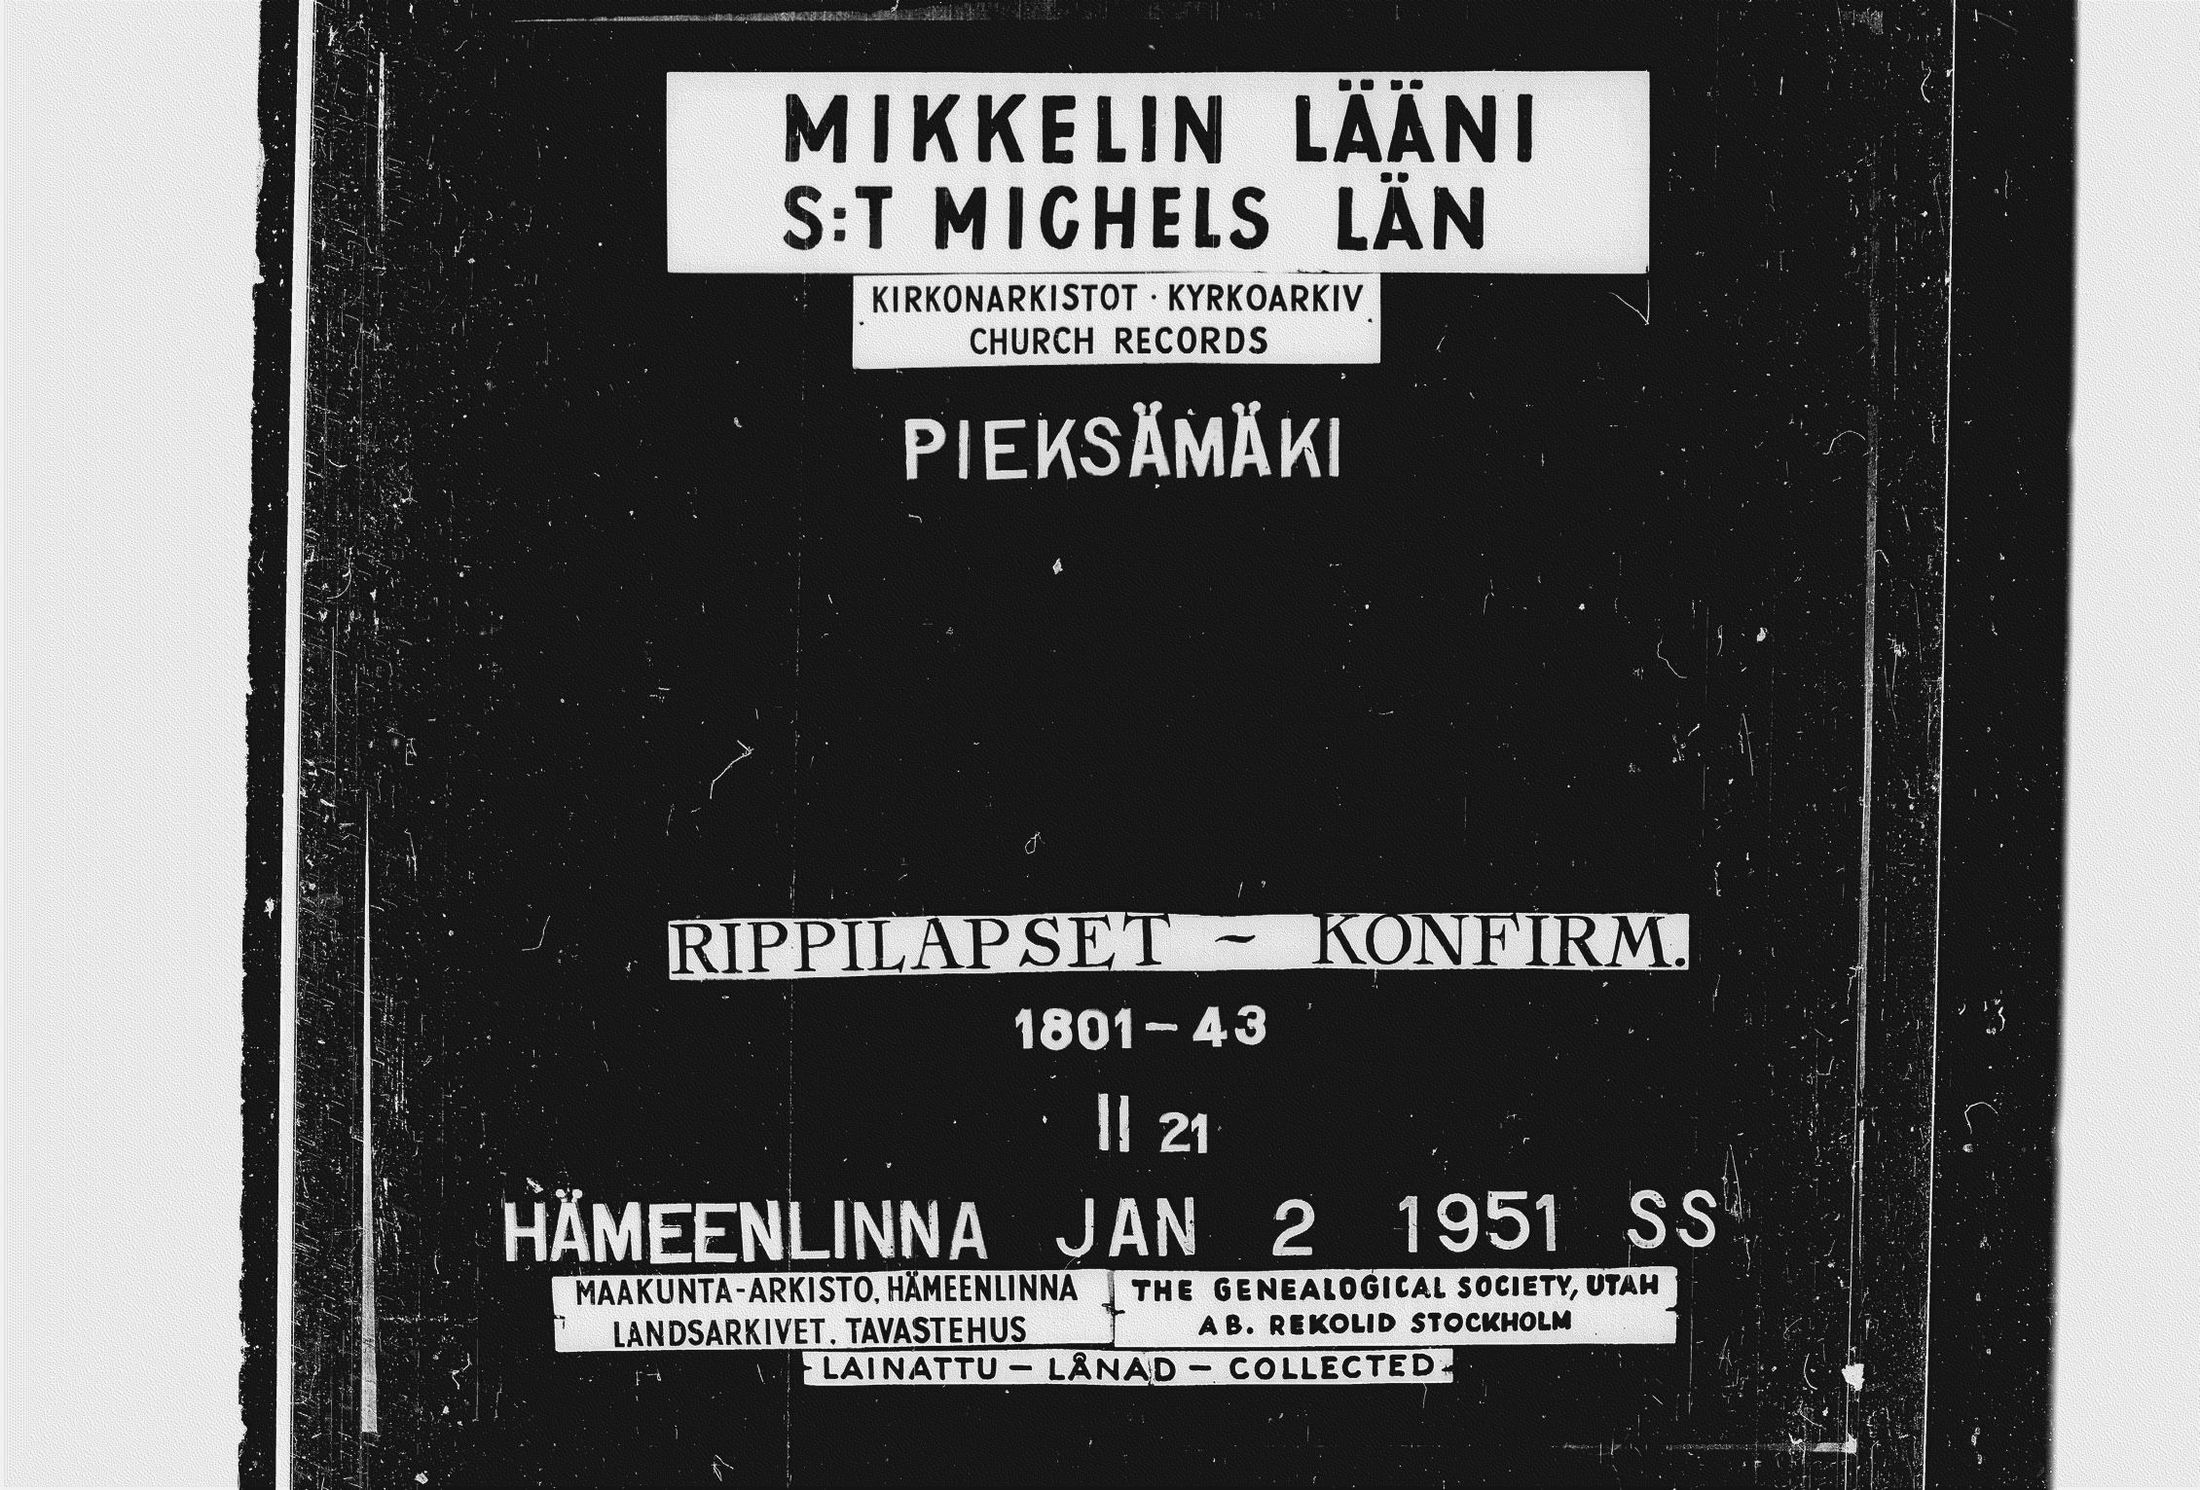 MIKKELIN LÄÄNI
S:T MICHELS LÄN
KIRKONARKISTOT · KYRKOARKIV
CHURCH RECORDS
PIEKSÄMÄKI
RIPPILAPSET ~ KONFIRM.
1801-43
II 21
HÄMEENLINNA JAN 2 1951 SS
MAAKUNTA-ARKISTO, HÄMEENLINNA
LANDSARKIVET, TAVASTEHUS
THE GENEALOGICAL SOCIETY, UTAH
AB. REKOLID STOCKHOLM
LAINATTU – LÅNAD – COLLECTED